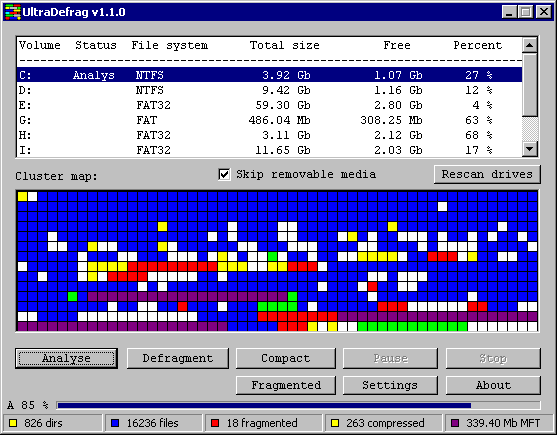 UltraDefrag v1.1.0
Volume Status File system Total size Free Percent
C: Analys NTFS 3.92 Gb 1.07 Gb 27 %
D: NTFS 9.42 Gb 1.16 Gb 12 %
E: FAT32 59.30 Gb 2.80 Gb 4 %
G: FAT 486.04 Mb 308.25 Mb 63 %
H: FAT32 3.11 Gb 2.12 Gb 68 %
I: FAT32 11.65 Gb 2.03 Gb 17 %
Cluster map: Skip removable media Rescan drives
Analyse Defragment Compact Pause Stop
Fragmented Settings About
A 85 %
826 dirs 16236 files 18 fragmented 263 compressed 339.40 Mb MFT